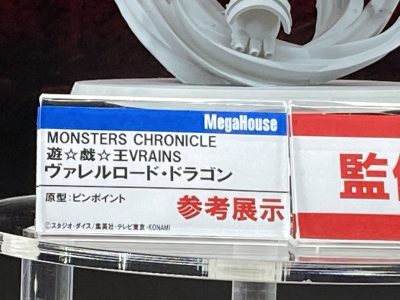 MegaHouse
MONSTERS CHRONICLE
遊☆戯☆王VRAINS
ヴァレルロード・ドラゴン
原型:ピンポイント
参考展示
©スタジオ・ダイス/集英社・テレビ東京・KONAMI
監